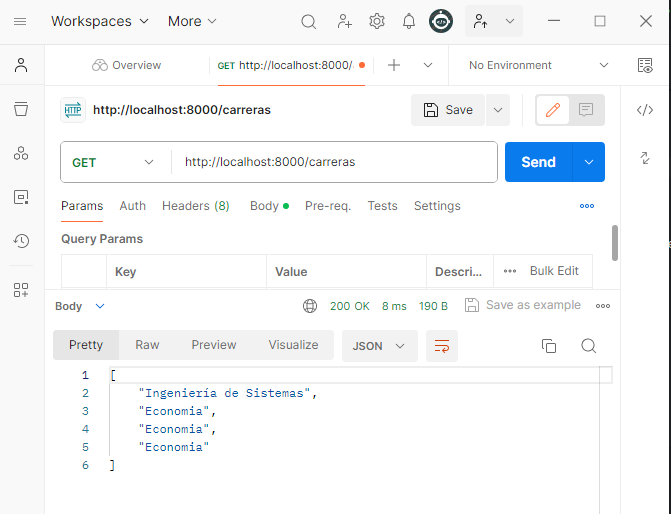 Workspaces More
Overview GET http://localhost:8000/ No Environment
HTTP http://localhost:8000/carreras Save
GET http://localhost:8000/carreras Send
Params Auth Headers (8) Body Pre-req. Tests Settings
Query Params
Key Value Descri... Bulk Edit
Body 200 OK 8 ms 190 B Save as example
Pretty Raw Preview Visualize JSON
1 [
2 "Ingeniería de Sistemas",
3 "Economia",
4 "Economia",
5 "Economia"
6 ]